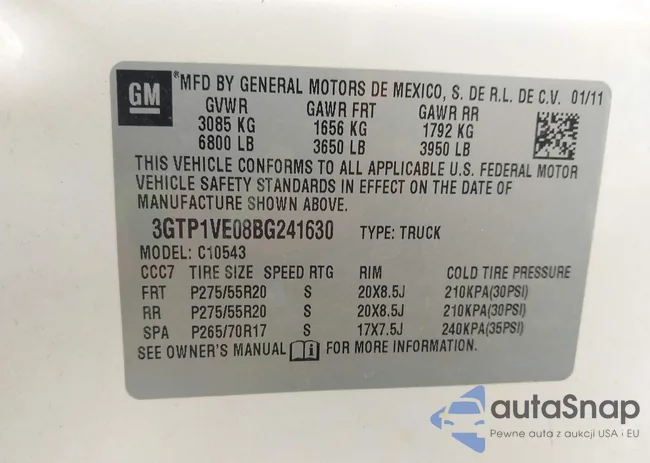 GM
*MFD BY GENERAL MOTORS DE MEXICO, S. DE R.L. DE C.V. 01/11
GVWR GAWR FRT GAWR RR
3085 KG 1656 KG 1792 KG
6800 LB 3650 LB 3950 LB
THIS VEHICLE CONFORMS TO ALL APPLICABLE U.S. FEDERAL MOTOR
VEHICLE SAFETY STANDARDS IN EFFECT ON THE DATE OF
MANUFACTURE SHOWN ABOVE.
3GTP1VE08BG241630 TYPE: TRUCK
MODEL: C10543
CCC7 TIRE SIZE SPEED RTG RIM COLD TIRE PRESSURE
FRT P275/55R20 S 20X8.5J 210KPA(30PSI)
RR P275/55R20 S 20X8.5J 210KPA(30PSI)
SPA P265/70R17 S 17X7.5J 240KPA(35PSI)
SEE OWNER'S MANUAL i FOR MORE INFORMATION.
autaSnap
Pewne auta z aukcji USA i EU